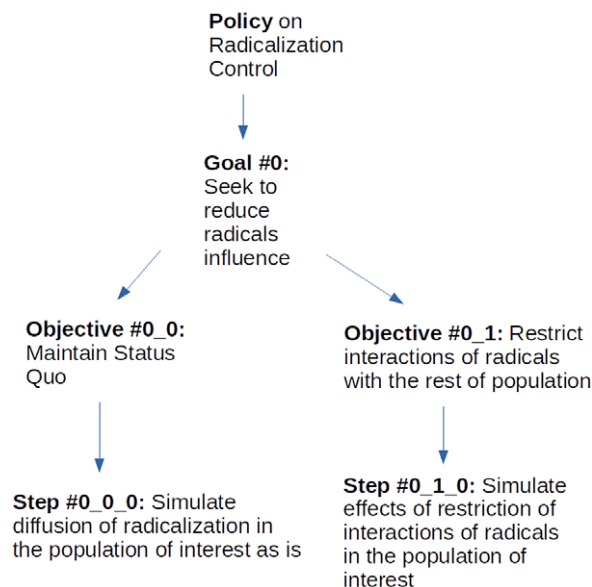 Policy on
Radicalization
Control
Goal #0:
Seek to
reduce
radicals
influence
Objective #0_0:
Maintain Status
Quo
Objective #0_1: Restrict
interactions of radicals
with the rest of population
Step #0_0_0: Simulate
diffusion of radicalization in
the population of interest as is
Step #0_1_0: Simulate
effects of restriction of
interactions of radicals
in the population of
interest